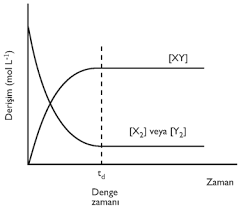 Derişim (mol L⁻¹)
[XY]
[X₂] veya [Y₂]
t_d
Zaman
Denge
zamanı